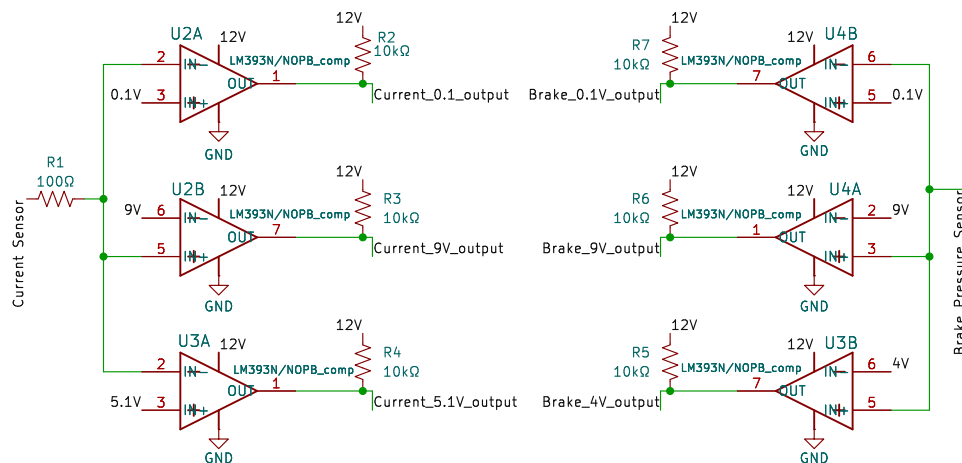 U2A
12V
LM393N/NOPB_comp
2
IN-
OUT
1
0.1V
3
IN+
GND
12V
R2
10kΩ
Current_0.1_output
R1
100Ω
Current Sensor
U2B
12V
LM393N/NOPB_comp
9V
6
IN-
OUT
7
5
IN+
GND
12V
R3
10kΩ
Current_9V_output
U3A
12V
LM393N/NOPB_comp
2
IN-
OUT
1
5.1V
3
IN+
GND
12V
R4
10kΩ
Current_5.1V_output
12V
R7
10kΩ
Brake_0.1V_output
12V
U4B
LM393N/NOPB_comp
6
IN-
7
OUT
5
0.1V
IN+
GND
12V
R6
10kΩ
Brake_9V_output
12V
U4A
LM393N/NOPB_comp
2
9V
IN-
1
OUT
3
IN+
GND
12V
R5
10kΩ
Brake_4V_output
12V
U3B
LM393N/NOPB_comp
6
4V
IN-
7
OUT
5
IN+
GND
Brake Pressure Sensor